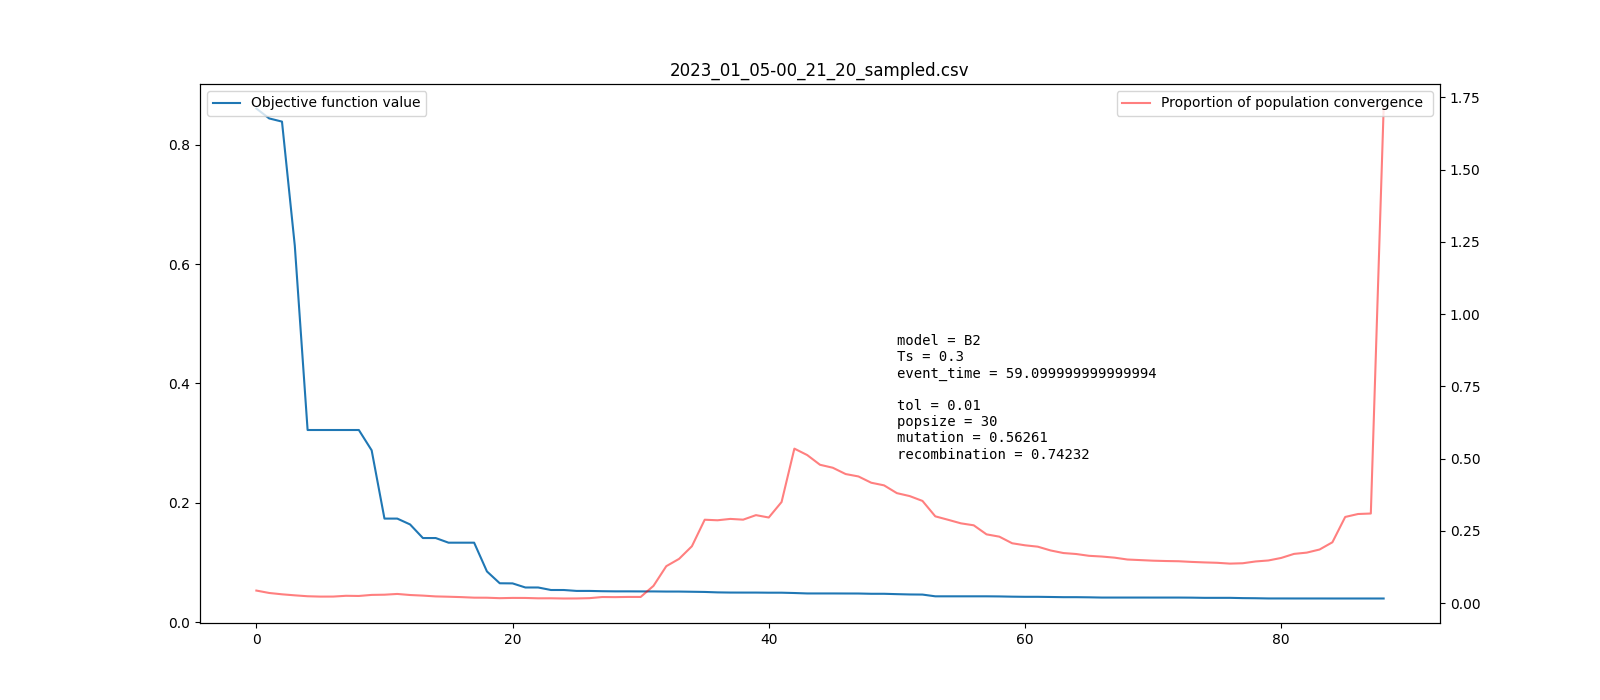 2023_01_05-00_21_20_sampled.csv
Objective function value
Proportion of population convergence
0.8
0.6
0.4
0.2
0.0
1.75
1.50
1.25
1.00
0.75
0.50
0.25
0.00
model = B2
Ts = 0.3
event_time = 59.099999999999994
tol = 0.01
popsize = 30
mutation = 0.56261
recombination = 0.74232
0 20 40 60 80